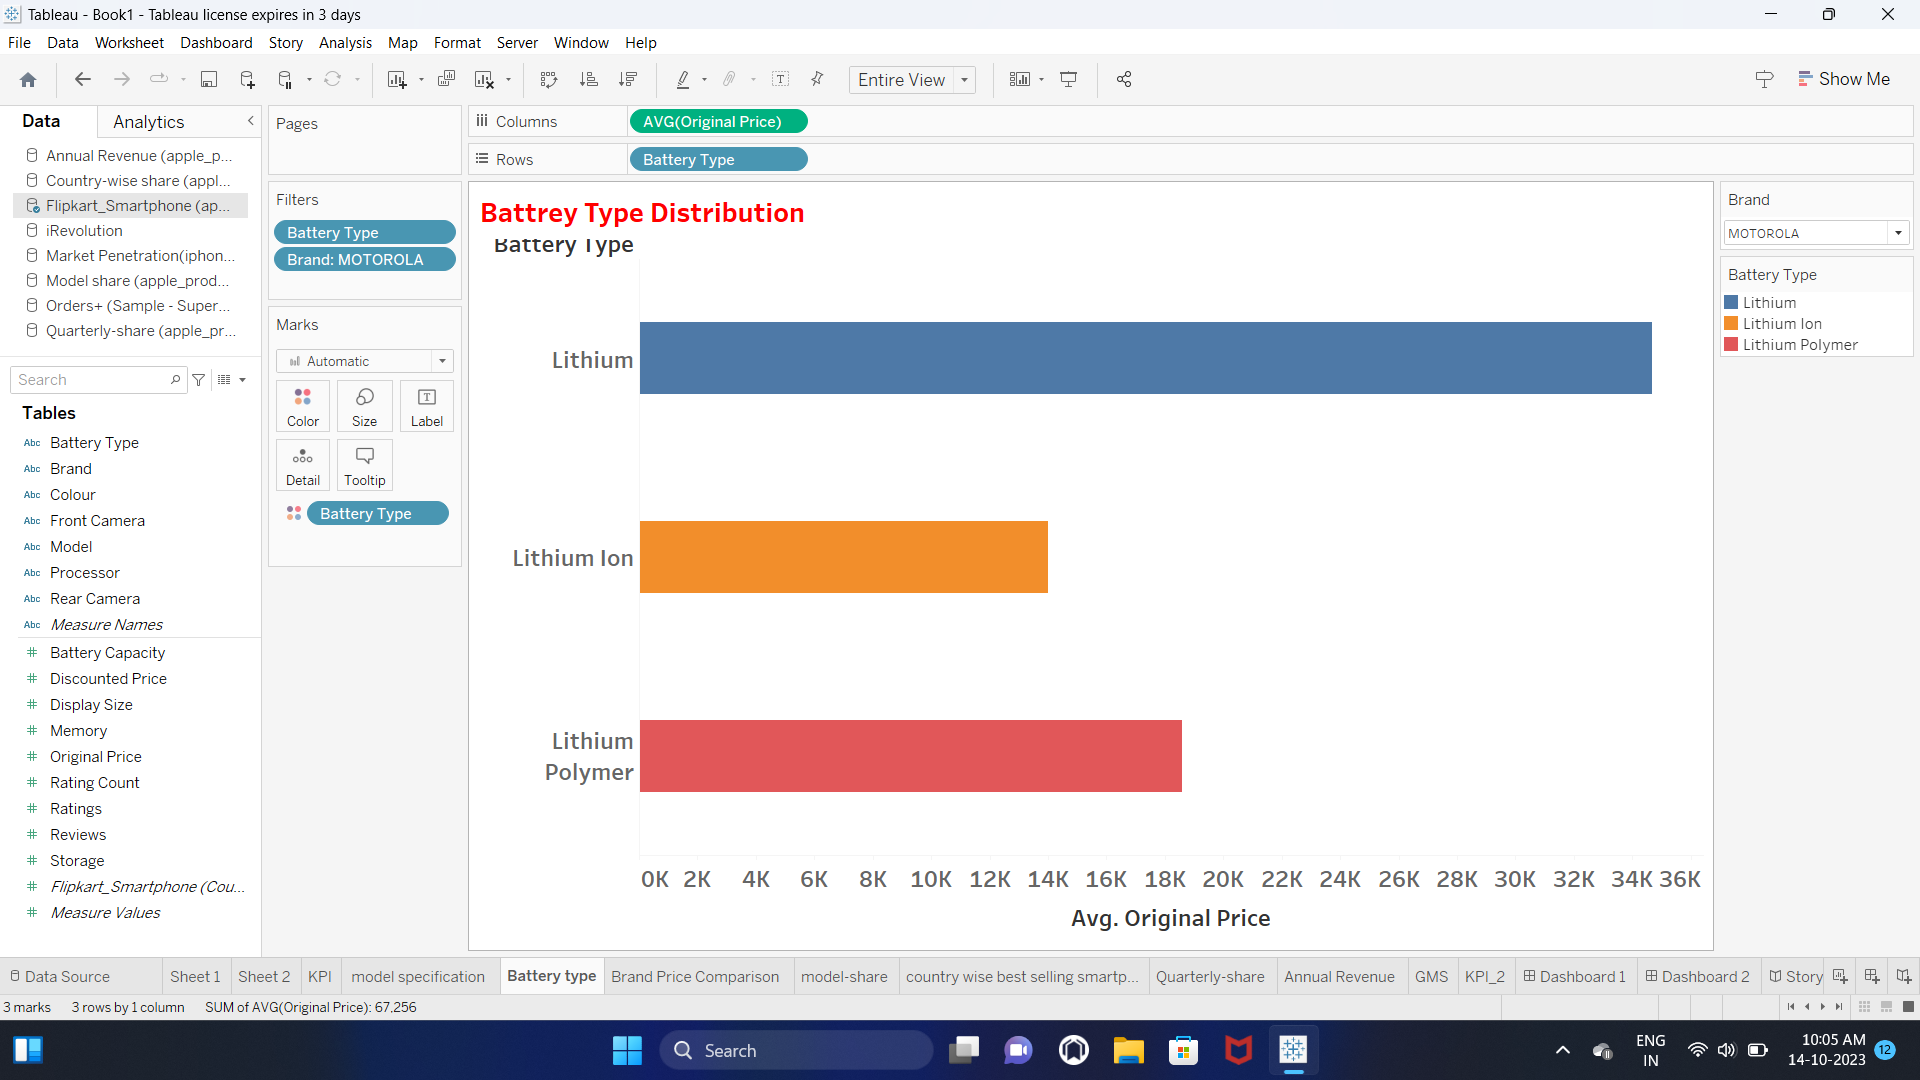 Tableau - Book1 - Tableau license expires in 3 days
File Data Worksheet Dashboard Story Analysis Map Format Server Window Help
Entire View
Show Me
Data Analytics
Annual Revenue (apple_p...
Country-wise share (appl...
Flipkart_Smartphone (ap...
iRevolution
Market Penetration(iphon...
Model share (apple_prod...
Orders+ (Sample - Super...
Quarterly-share (apple_pr...
Search
Tables
Abc Battery Type
Abc Brand
Abc Colour
Abc Front Camera
Abc Model
Abc Processor
Abc Rear Camera
Abc Measure Names
# Battery Capacity
# Discounted Price
# Display Size
# Memory
# Original Price
# Rating Count
# Ratings
# Reviews
# Storage
# Flipkart_Smartphone (Cou...
# Measure Values
Pages
Filters
Battery Type
Brand: MOTOROLA
Marks
Automatic
Color Size Label
Detail Tooltip
Battery Type
Columns AVG(Original Price)
Rows Battery Type
Battrey Type Distribution
Battery Type
Lithium
Lithium Ion
Lithium
Polymer
0K 2K 4K 6K 8K 10K 12K 14K 16K 18K 20K 22K 24K 26K 28K 30K 32K 34K 36K
Avg. Original Price
Brand
MOTOROLA
Battery Type
Lithium
Lithium Ion
Lithium Polymer
Data Source Sheet 1 Sheet 2 KPI model specification Battery type Brand Price Comparison model-share country wise best selling smartp... Quarterly-share Annual Revenue GMS KPI_2 Dashboard 1 Dashboard 2 Story
3 marks 3 rows by 1 column SUM of AVG(Original Price): 67,256
Search
ENG
IN
10:05 AM
14-10-2023
12